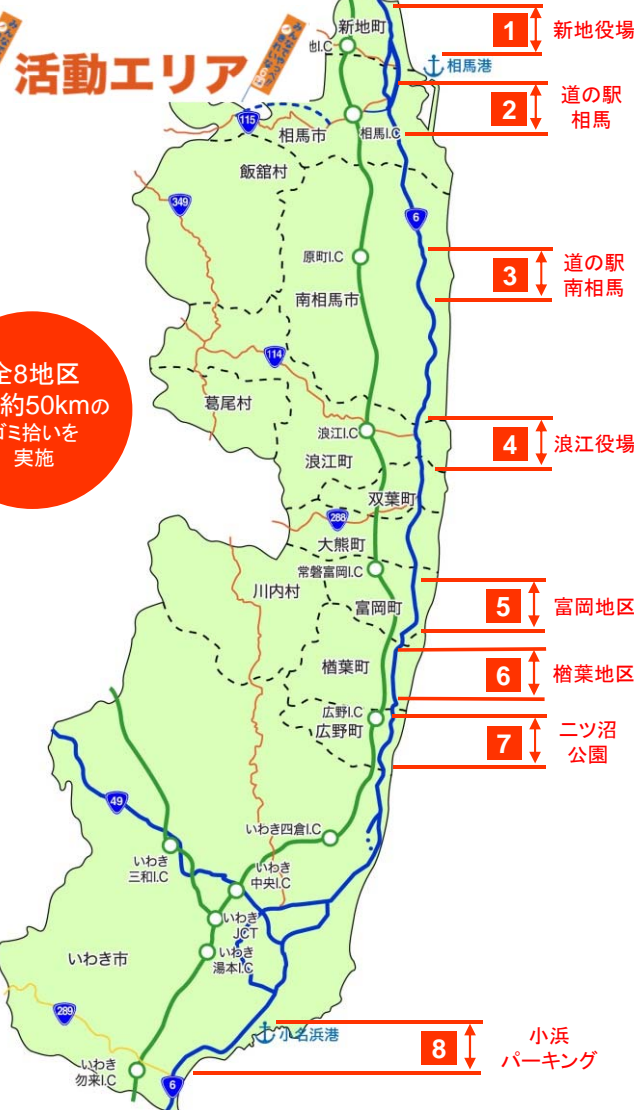 活動エリア
新地町
相馬港
1
新地役場
115
相馬市
相馬I.C
2
道の駅
相馬
飯舘村
349
6
原町I.C
3
道の駅
南相馬
南相馬市
114
葛尾村
全8地区
約50kmの
ゴミ拾いを
実施
浪江I.C
4
浪江役場
浪江町
双葉町
288
大熊町
常磐富岡I.C
川内村
富岡町
5
富岡地区
楢葉町
6
楢葉地区
広野I.C
広野町
7
二ツ沼
公園
49
いわき四倉I.C
いわき
三和I.C
いわき
中央I.C
いわき
JCT
いわき
湯本I.C
いわき市
289
小名浜港
8
小浜
パーキング
いわき
勿来I.C
6